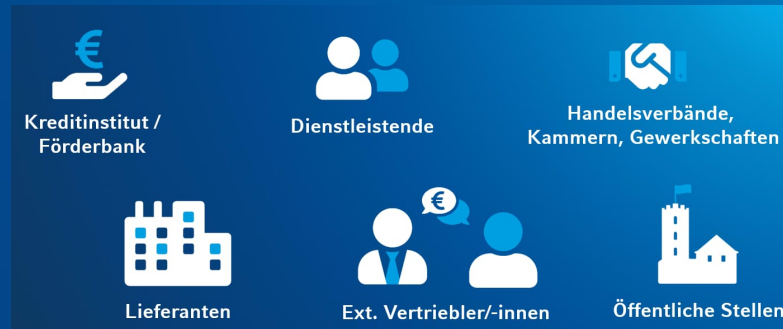 €
Kreditinstitut /
Förderbank
Dienstleistende
Handelsverbände,
Kammern, Gewerkschaften
€
Lieferanten
Ext. Vertriebler/-innen
Öffentliche Stellen